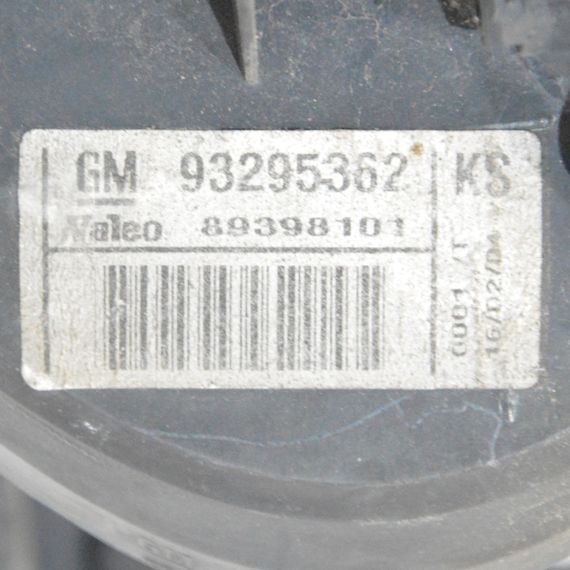 GM 93295362 KS
Valeo 89398101
0001 /T
16/02/04